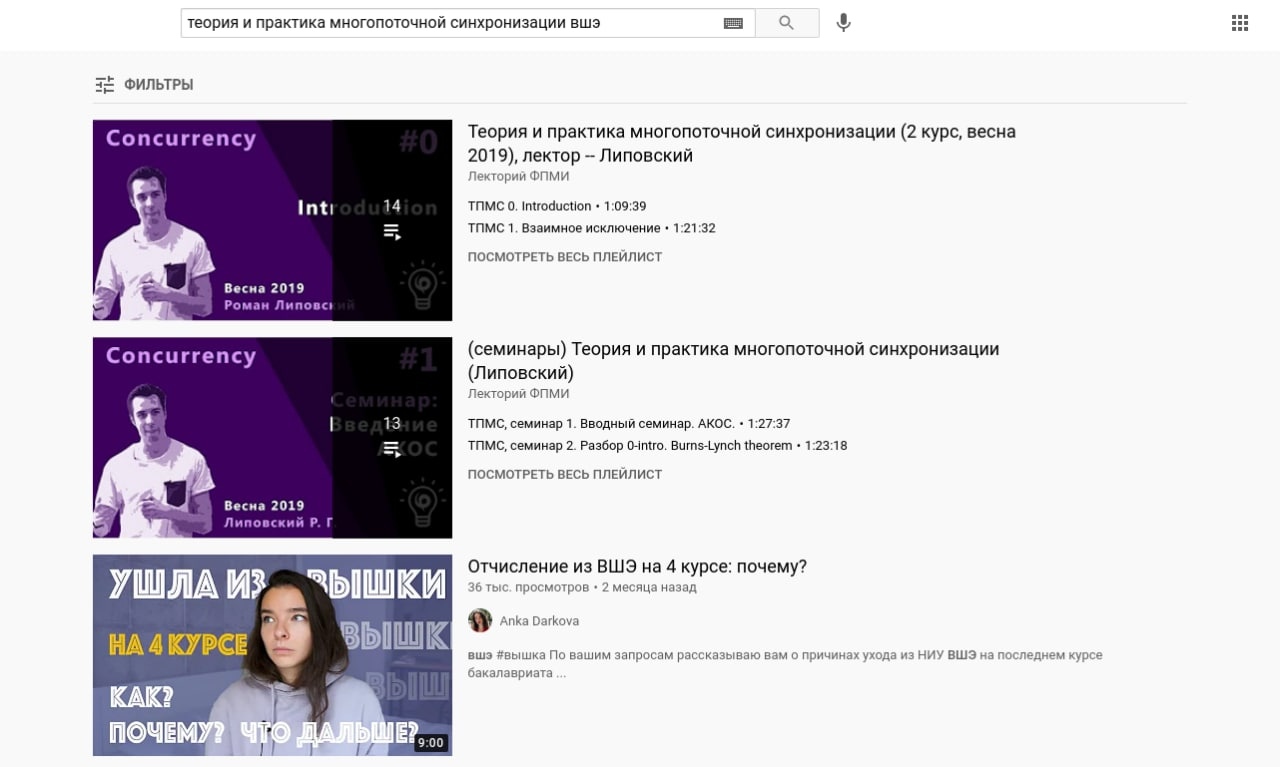 теория и практика многопоточной синхронизации вшэ
ФИЛЬТРЫ
Concurrency
#0
Introduction
14
Весна 2019
Роман Липовский
Теория и практика многопоточной синхронизации (2 курс, весна
2019), лектор -- Липовский
Лекторий ФПМИ
ТПМС 0. Introduction • 1:09:39
ТПМС 1. Взаимное исключение • 1:21:32
ПОСМОТРЕТЬ ВЕСЬ ПЛЕЙЛИСТ
Concurrency
#1
Семинар:
Введение
АКОС
13
Весна 2019
Липовский Р. Г.
(семинары) Теория и практика многопоточной синхронизации
(Липовский)
Лекторий ФПМИ
ТПМС, семинар 1. Вводный семинар. АКОС. • 1:27:37
ТПМС, семинар 2. Разбор 0-intro. Burns-Lynch theorem • 1:23:18
ПОСМОТРЕТЬ ВЕСЬ ПЛЕЙЛИСТ
УШЛА ИЗ ВЫШКИ
НА 4 КУРСЕ
КАК?
ПОЧЕМУ? ЧТО ДАЛЬШЕ?
9:00
Отчисление из ВШЭ на 4 курсе: почему?
36 тыс. просмотров • 2 месяца назад
Anka Darkova
вшэ #вышка По вашим запросам рассказываю вам о причинах ухода из НИУ ВШЭ на последнем курсе
бакалавриата ...